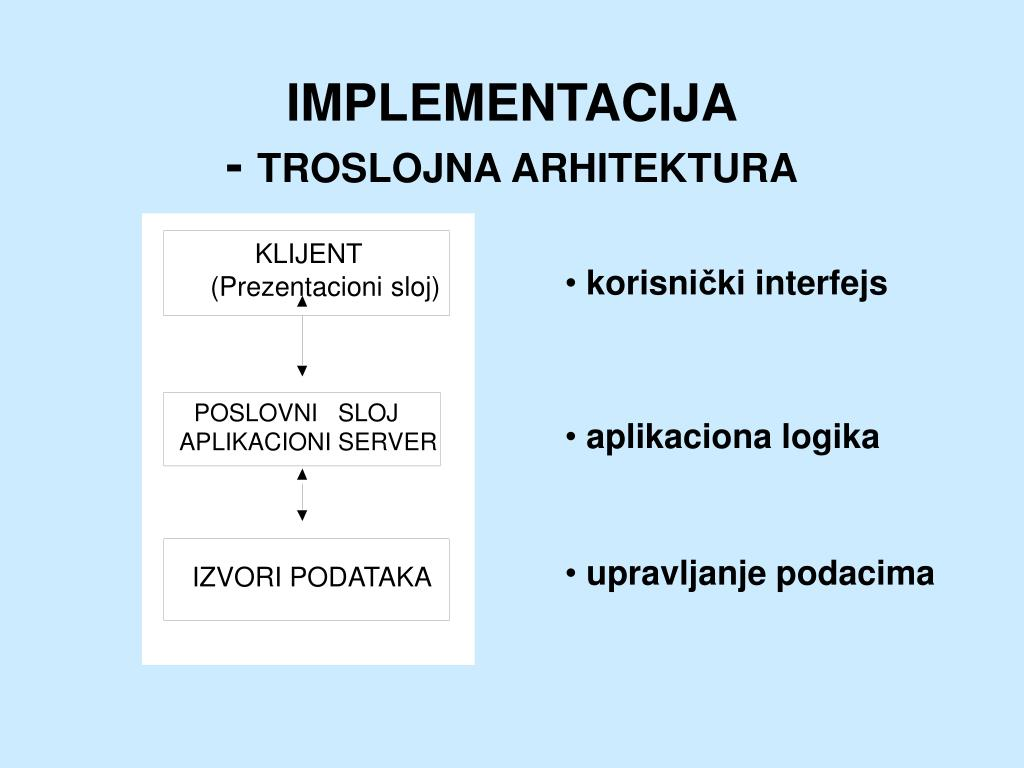 IMPLEMENTACIJA
- TROSLOJNA ARHITEKTURA
KLIJENT
(Prezentacioni sloj)
• korisnički interfejs
POSLOVNI SLOJ
APLIKACIONI SERVER
• aplikaciona logika
IZVORI PODATAKA
• upravljanje podacima